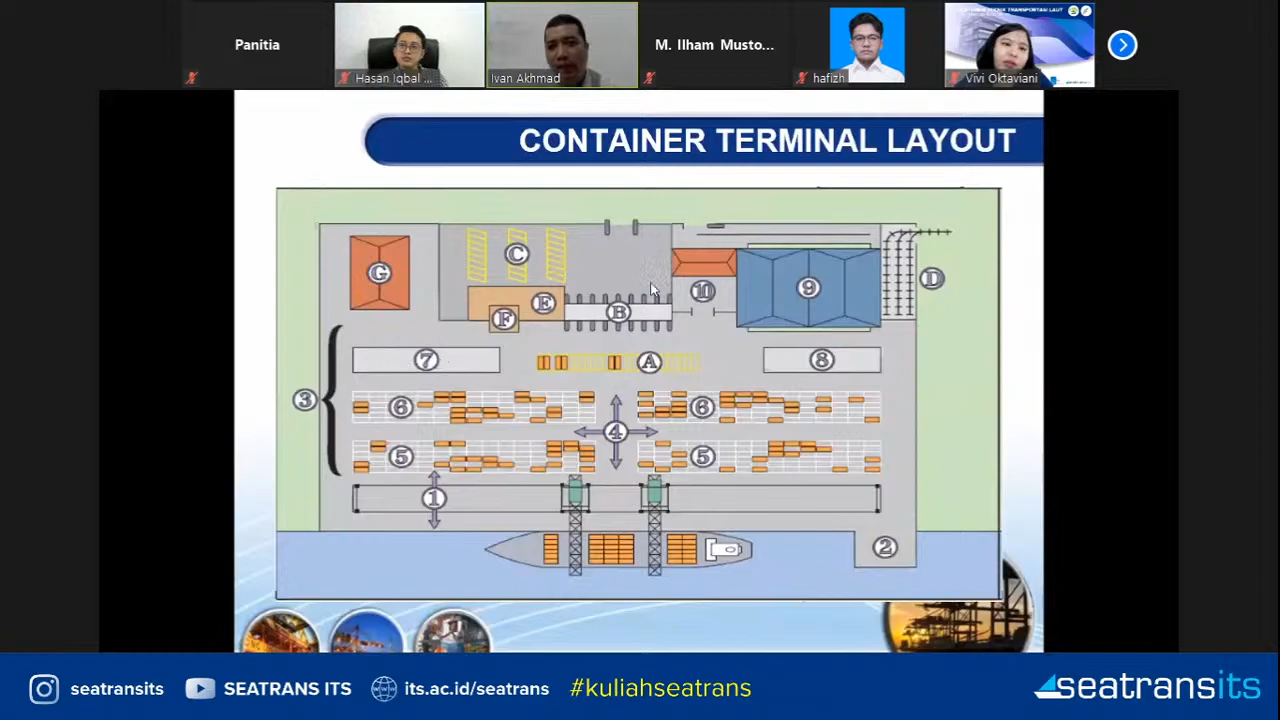 Panitia
Hasan Iqbal ...
Ivan Akhmad
M. Ilham Musto...
hafizh
Vivi Oktaviani
CONTAINER TERMINAL LAYOUT
G
C
E
F
B
10
9
D
3
7
A
8
6
4
6
5
5
1
2
seatransits
SEATRANS ITS
its.ac.id/seatrans
#kuliahseatrans
seatransits